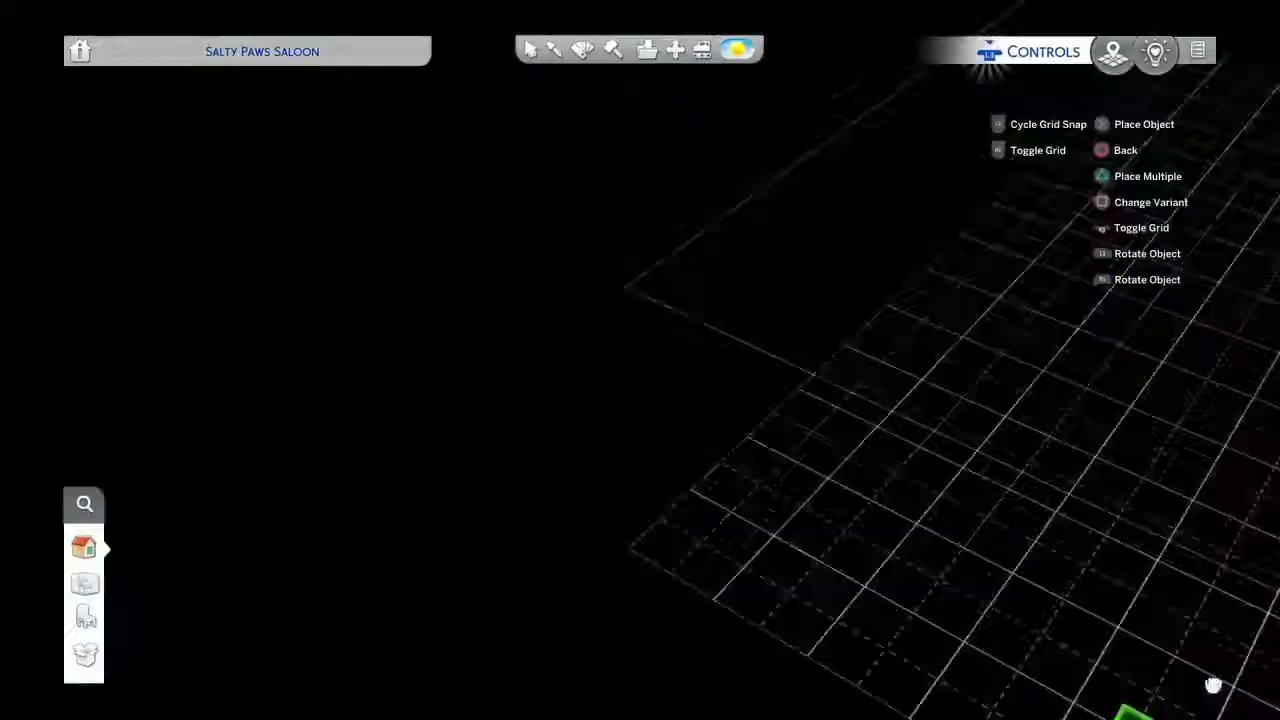 SALTY PAWS SALOON
L3 CONTROLS
Cycle Grid Snap
Place Object
Toggle Grid
Back
Place Multiple
Change Variant
Toggle Grid
Rotate Object
Rotate Object